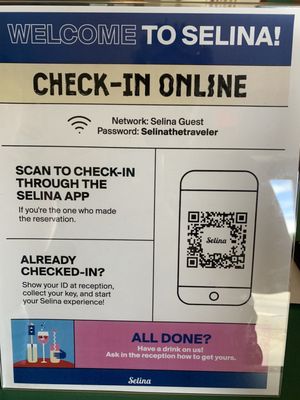 WELCOME TO SELINA!
CHECK-IN ONLINE
Network: Selina Guest
Password: Selinathetraveler
SCAN TO CHECK-IN
THROUGH THE
SELINA APP
If you're the one who made
the reservation.
Selina
ALREADY
CHECKED-IN?
Show your ID at reception,
collect your key, and start
your Selina experience!
ALL DONE?
Have a drink on us!
Ask in the reception how to get yours.
Selina